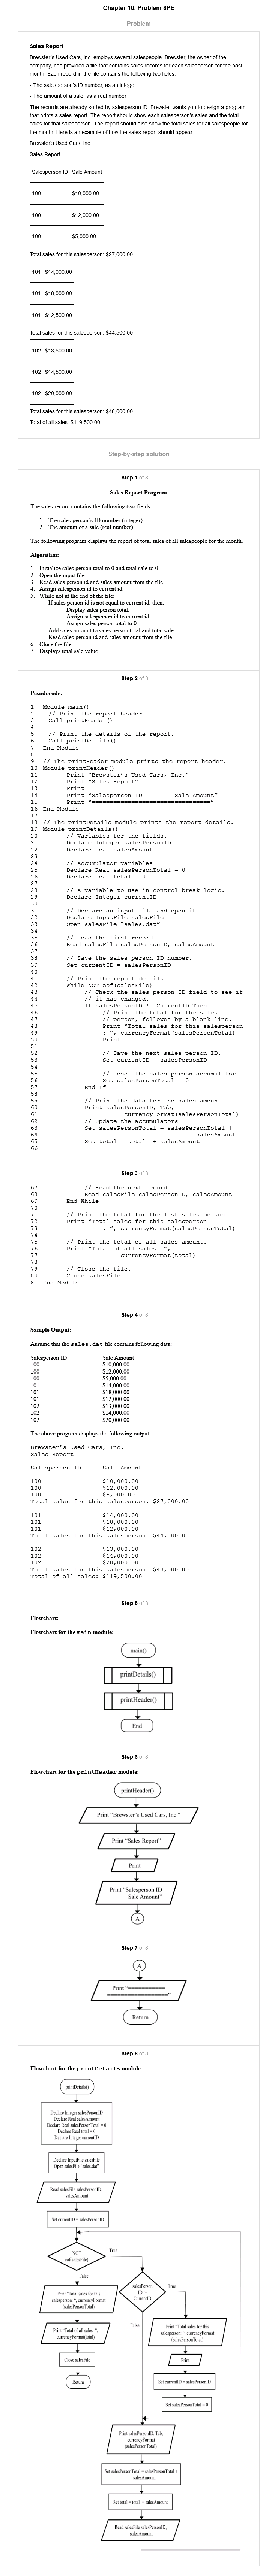 Chapter 10, Problem 8PE
Problem
Sales Report
Brewster's Used Cars, Inc. employs several salespeople. Brewster, the owner of the
company, has provided a file that contains sales records for each salesperson for the past
month. Each record in the file contains the following two fields:
• The salesperson's ID number, as an integer
• The amount of a sale, as a real number
The records are already sorted by salesperson ID. Brewster wants you to design a program
that prints a sales report. The report should show each salesperson's sales and the total
sales for that salesperson. The report should also show the total sales for all salespeople for
the month. Here is an example of how the sales report should appear:
Brewster's Used Cars, Inc.
Sales Report
Salesperson ID Sale Amount
100 $10,000.00
100 $12,000.00
100 $5,000.00
Total sales for this salesperson: $27,000.00
101 $14,000.00
101 $18,000.00
101 $12,500.00
Total sales for this salesperson: $44,500.00
102 $13,500.00
102 $14,500.00
102 $20,000.00
Total sales for this salesperson: $48,000.00
Total of all sales: $119,500.00
Step-by-step solution
Step 1 of 8
Sales Report Program
The sales record contains the following two fields:
1. The sales person's ID number (integer).
2. The amount of a sale (real number).
The following program displays the report of total sales of all salespeople for the month.
Algorithm:
1. Initialize sales person total to 0 and total sale to 0.
2. Open the input file.
3. Read sales person id and sales amount from the file.
4. Assign salesperson id to current id.
5. While not at the end of the file:
If sales person id is not equal to current id, then:
Display sales person total.
Assign salesperson id to current id.
Assign sales person total to 0.
Add sales amount to sales person total and total sale.
Read sales person id and sales amount from the file.
6. Close the file.
7. Displays total sale value.
Step 2 of 8
Pseudocode:
1 Module main()
2 // Print the report header.
3 Call printHeader()
4
5 // Print the details of the report.
6 Call printDetails()
7 End Module
8
9 // The printHeader module prints the report header.
10 Module printHeader()
11 Print "Brewster's Used Cars, Inc."
12 Print "Sales Report"
13 Print
14 Print "Salesperson ID Sale Amount"
15 Print "=================================="
16 End Module
17
18 // The printDetails module prints the report details.
19 Module printDetails()
20 // Variables for the fields.
21 Declare Integer salesPersonID
22 Declare Real salesAmount
23
24 // Accumulator variables
25 Declare Real salesPersonTotal = 0
26 Declare Real total = 0
27
28 // A variable to use in control break logic.
29 Declare Integer currentID
30
31 // Declare an input file and open it.
32 Declare InputFile salesFile
33 Open salesFile "sales.dat"
34
35 // Read the first record.
36 Read salesFile salesPersonID, salesAmount
37
38 // Save the sales person ID number.
39 Set currentID = salesPersonID
40
41 // Print the report details.
42 While NOT eof(salesFile)
43 // Check the sales person ID field to see if
44 // it has changed.
45 If salesPersonID != CurrentID Then
46 // Print the total for the sales
47 // person, followed by a blank line.
48 Print "Total sales for this salesperson
49 : ", currencyFormat(salesPersonTotal)
50 Print
51
52 // Save the next sales person ID.
53 Set currentID = salesPersonID
54
55 // Reset the sales person accumulator.
56 Set salesPersonTotal = 0
57 End If
58
59 // Print the data for the sales amount.
60 Print salesPersonID, Tab,
61 currencyFormat(salesPersonTotal)
62 // Update the accumulators
63 Set salesPersonTotal = salesPersonTotal +
64 salesAmount
65 Set total = total + salesAmount
66
Step 3 of 8
67 // Read the next record.
68 Read salesFile salesPersonID, salesAmount
69 End While
70
71 // Print the total for the last sales person.
72 Print "Total sales for this salesperson
73 : ", currencyFormat(salesPersonTotal)
74
75 // Print the total of all sales amount.
76 Print "Total of all sales: ",
77 currencyFormat(total)
78
79 // Close the file.
80 Close salesFile
81 End Module
Step 4 of 8
Sample Output:
Assume that the sales.dat file contains following data:
Salesperson ID Sale Amount
100 $10,000.00
100 $12,000.00
100 $5,000.00
101 $14,000.00
101 $18,000.00
101 $12,000.00
102 $13,000.00
102 $14,000.00
102 $20,000.00
The above program displays the following output:
Brewster's Used Cars, Inc.
Sales Report
Salesperson ID Sale Amount
==================================
100 $10,000.00
100 $12,000.00
100 $5,000.00
Total sales for this salesperson: $27,000.00
101 $14,000.00
101 $18,000.00
101 $12,000.00
Total sales for this salesperson: $44,500.00
102 $13,000.00
102 $14,000.00
102 $20,000.00
Total sales for this salesperson: $48,000.00
Total of all sales: $119,500.00
Step 5 of 8
Flowchart:
Flowchart for the main module:
main()
printDetails()
printHeader()
End
Step 6 of 8
Flowchart for the printHeader module:
printHeader()
Print "Brewster's Used Cars, Inc."
Print "Sales Report"
Print
Print "Salesperson ID
Sale Amount"
A
Step 7 of 8
A
Print "===========
===================="
Return
Step 8 of 8
Flowchart for the printDetails module:
printDetails()
Declare Integer salesPersonID
Declare Real salesAmount
Declare Real salesPersonTotal = 0
Declare Real total = 0
Declare Integer currentID
Declare InputFile salesFile
Open salesFile "sales.dat"
Read salesFile salesPersonID,
salesAmount
Set currentID = salesPersonID
NOT
eof(salesFile)
True
False
Print "Total sales for this
salesperson: ", currencyFormat
(salesPersonTotal)
Print "Total of all sales: ",
currencyFormat(total)
Close salesFile
Return
salesPerson
ID !=
CurrentID
True
False
Print "Total sales for this
salesperson: ", currencyFormat
(salesPersonTotal)
Print
Set currentID = salesPersonID
Set salesPersonTotal = 0
Print salesPersonID, Tab,
currencyFormat
(salesPersonTotal)
Set salesPersonTotal = salesPersonTotal +
salesAmount
Set total = total + salesAmount
Read salesFile salesPersonID,
salesAmount